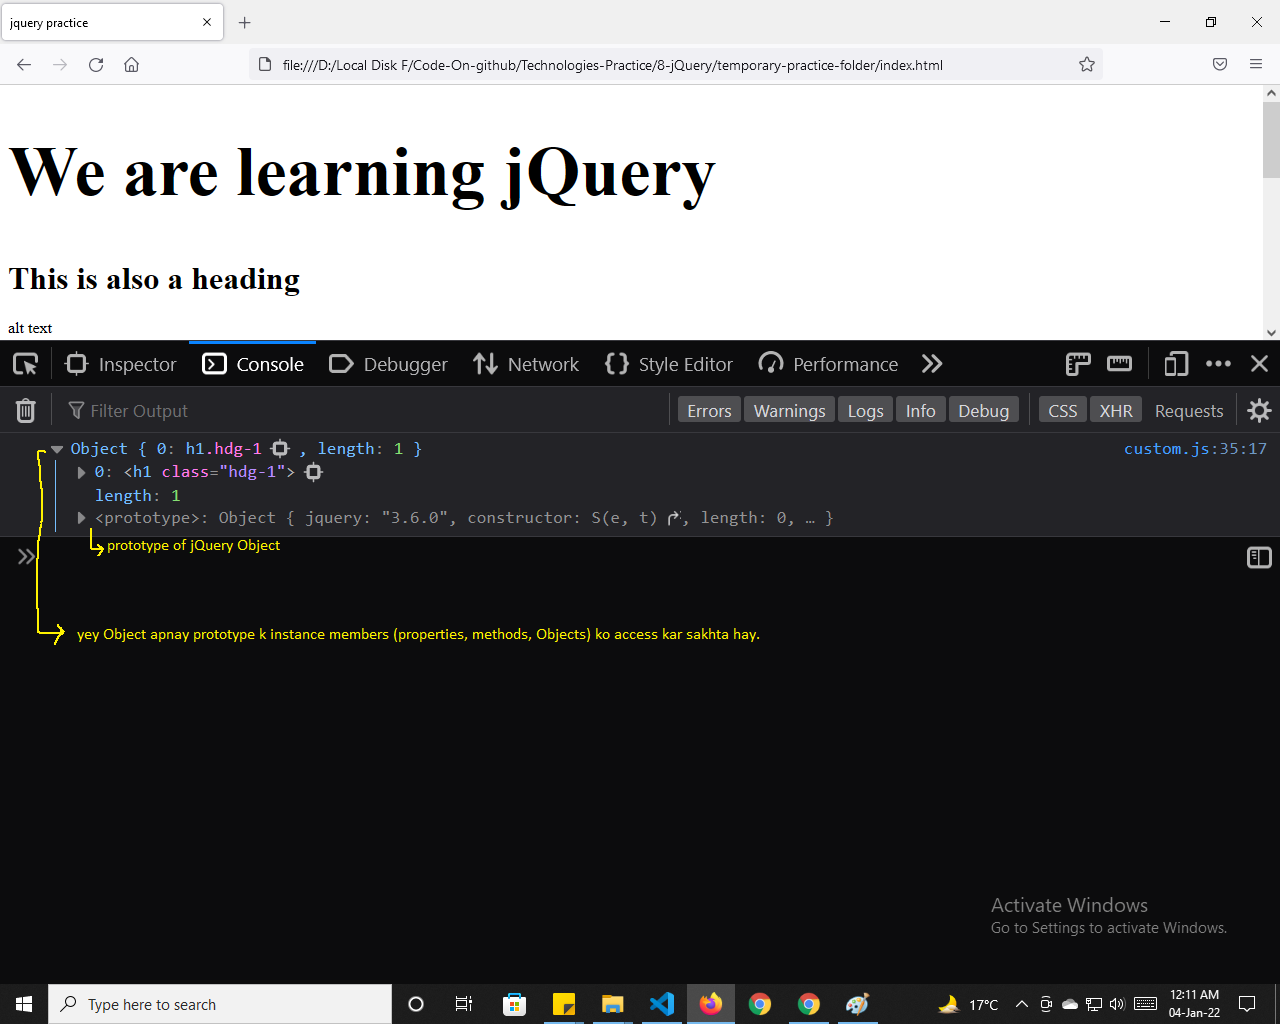 jquery practice
file:///D:/Local Disk F/Code-On-github/Technologies-Practice/8-jQuery/temporary-practice-folder/index.html
We are learning jQuery
This is also a heading
alt text
Inspector Console Debugger Network Style Editor Performance
Filter Output Errors Warnings Logs Info Debug CSS XHR Requests
Object { 0: h1.hdg-1 , length: 1 } custom.js:35:17
0: <h1 class="hdg-1">
length: 1
<prototype>: Object { jquery: "3.6.0", constructor: S(e, t) , length: 0, … }
prototype of jQuery Object
yey Object apnay prototype k instance members (properties, methods, Objects) ko access kar sakhta hay.
Activate Windows
Go to Settings to activate Windows.
Type here to search
17°C
12:11 AM
04-Jan-22